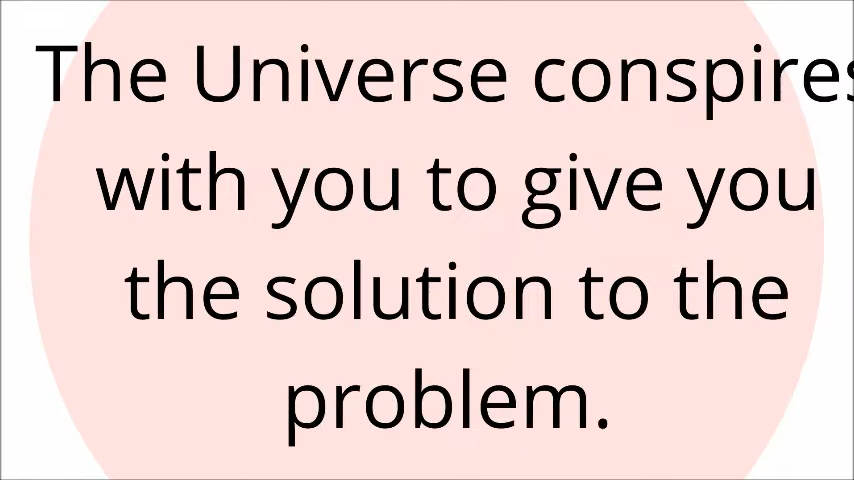 The Universe conspires
with you to give you
the solution to the
problem.